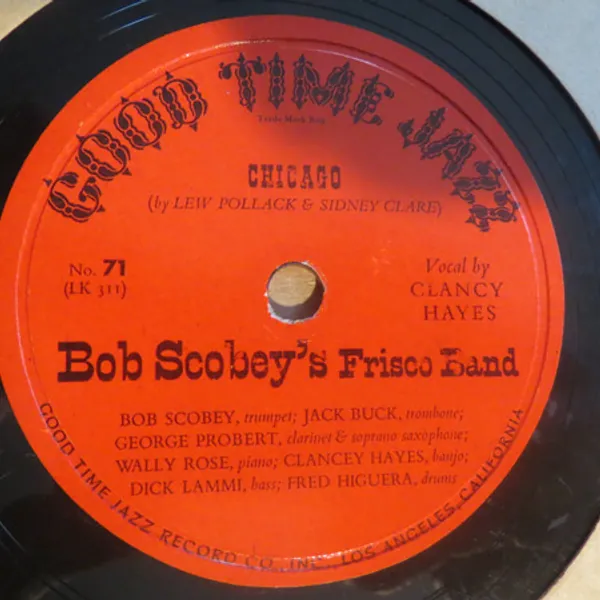 GOOD TIME JAZZ
Trade Mark Reg.
CHICAGO
(by LEW POLLACK & SIDNEY CLARE)
No. 71
(LK 311)
Vocal by
CLANCY
HAYES
Bob Scobey's Frisco Band
BOB SCOBEY, trumpet; JACK BUCK, trombone;
GEORGE PROBERT, clarinet & soprano saxophone;
WALLY ROSE, piano; CLANCEY HAYES, banjo;
DICK LAMMI, bass; FRED HIGUERA, drums
GOOD TIME JAZZ RECORD CO., INC., LOS ANGELES, CALIFORNIA